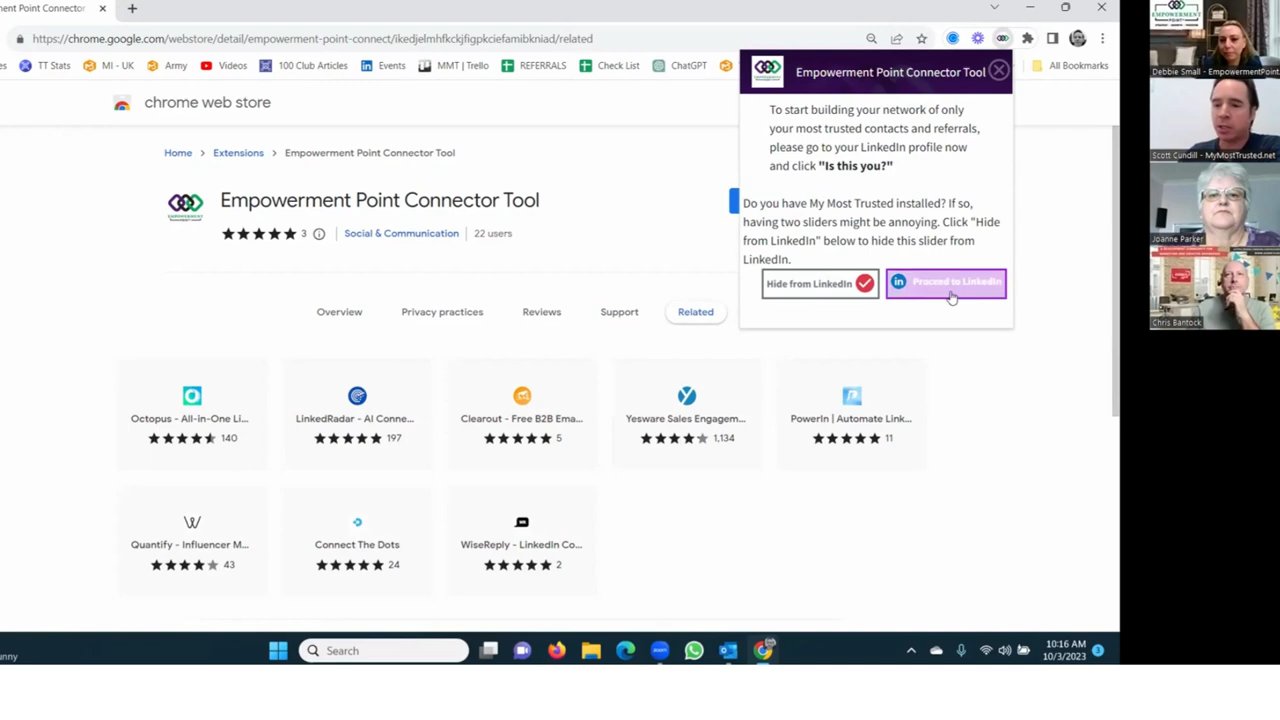 ent Point Connector
https://chrome.google.com/webstore/detail/empowerment-point-connect/
/related
TT Stats
MI - UK
Army
Videos
100 Club Articles
Events
MMT | Trello
REFERRALS
Check List
ChatGPT
All Bookmarks
chrome web store
Home
Extensions
Empowerment Point Connector Tool
Empowerment Point Connector Tool
3
Social & Communication
22 users
Overview
Privacy practices
Reviews
Support
Related
Octopus - All-in-One Li...
140
LinkedRadar - AI Conne...
197
Clearout - Free B2B Ema...
5
Yesware Sales Engagem...
1,134
PowerIn | Automate Link...
11
Quantify - Influencer M...
43
Connect The Dots
24
WiseReply - LinkedIn Co...
2
Empowerment Point Connector Tool
To start building your network of only
your most trusted contacts and referrals,
please go to your LinkedIn profile now
and click "Is this you?"
Do you have My Most Trusted installed? If so,
having two sliders might be annoying. Click "Hide
from LinkedIn" below to hide this slider from
LinkedIn.
Hide from LinkedIn
in Proceed to LinkedIn
EMPOWERMENT
POINT
Debbie Small - EmpowermentPoint
Scott Cundill - MyMostTrusted.net
Joanne Parker
Chris Bantock
unny
Search
10:16 AM
10/3/2023
1